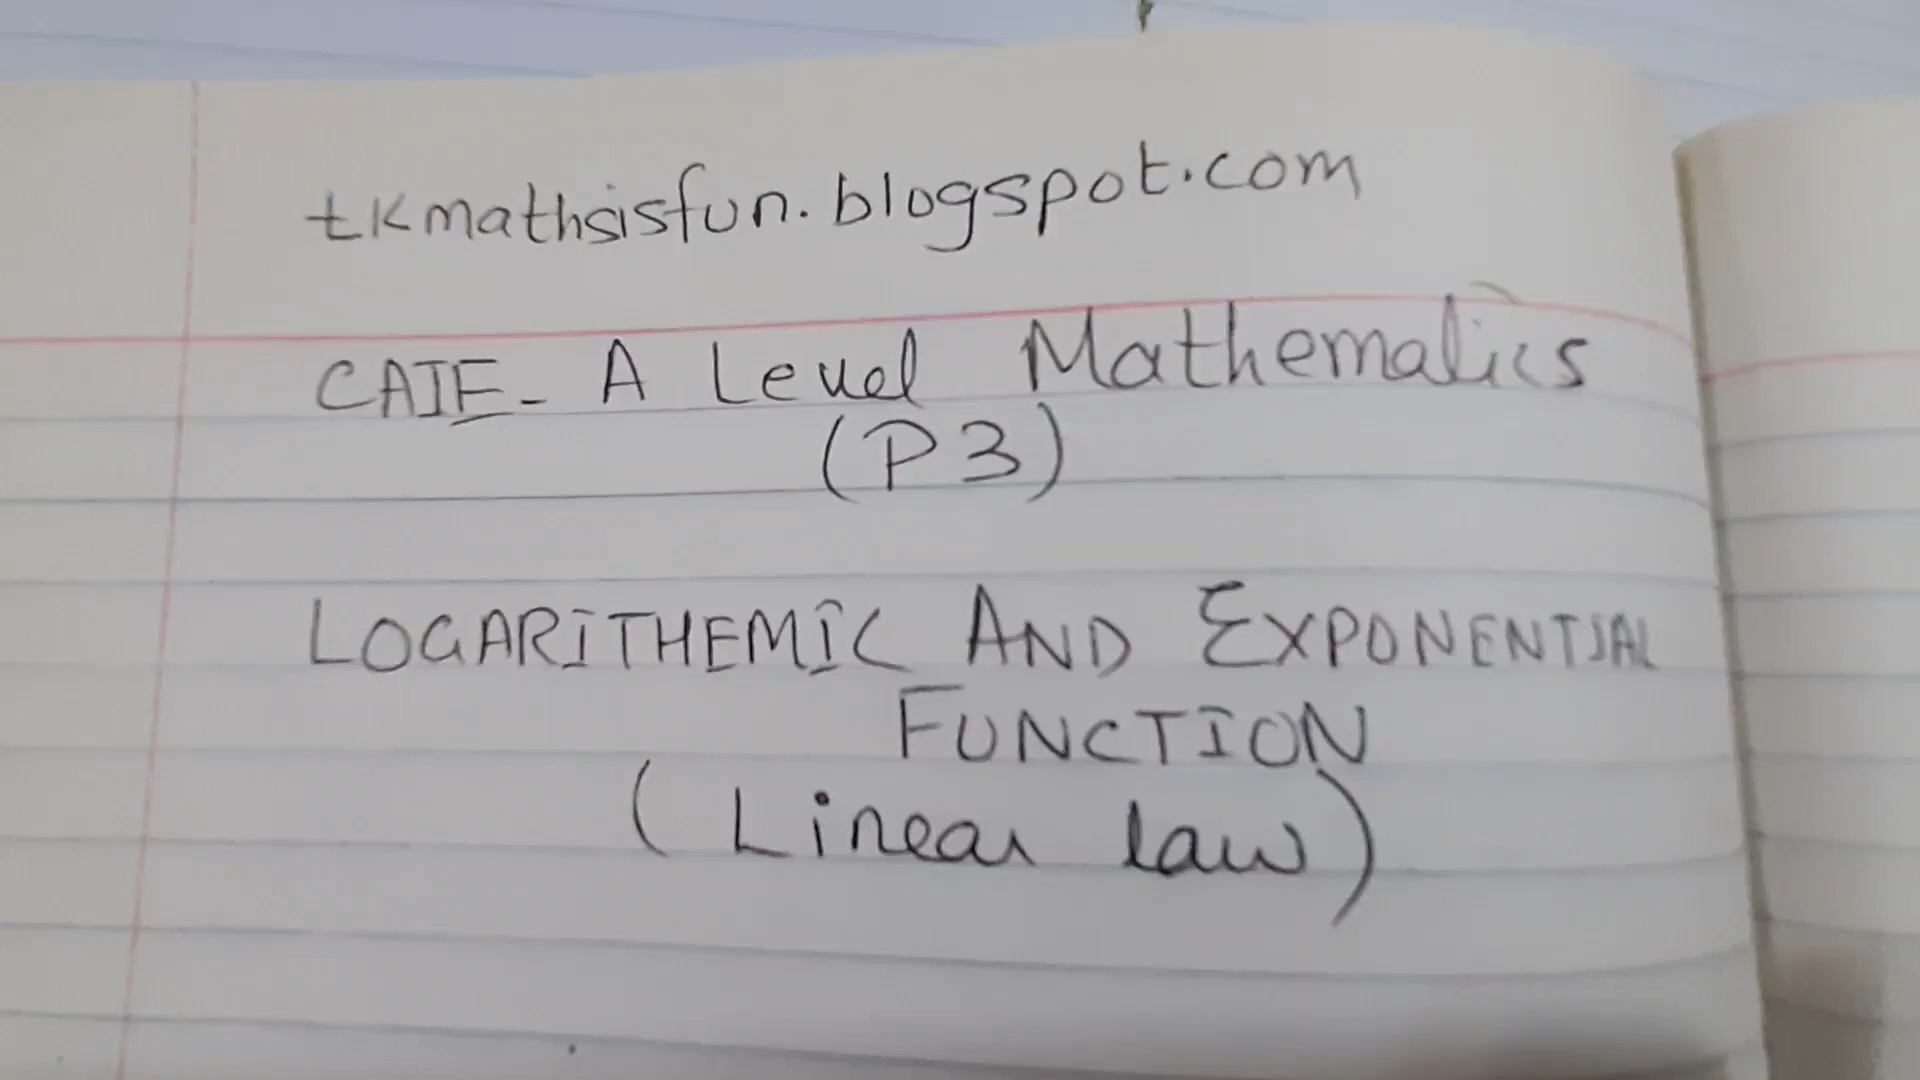 tkmathsisfun.blogspot.com
CAIE- A Level Mathematics
(P3)
LOGARITHEMIC AND EXPONENTIAL
FUNCTION
(Linear law)